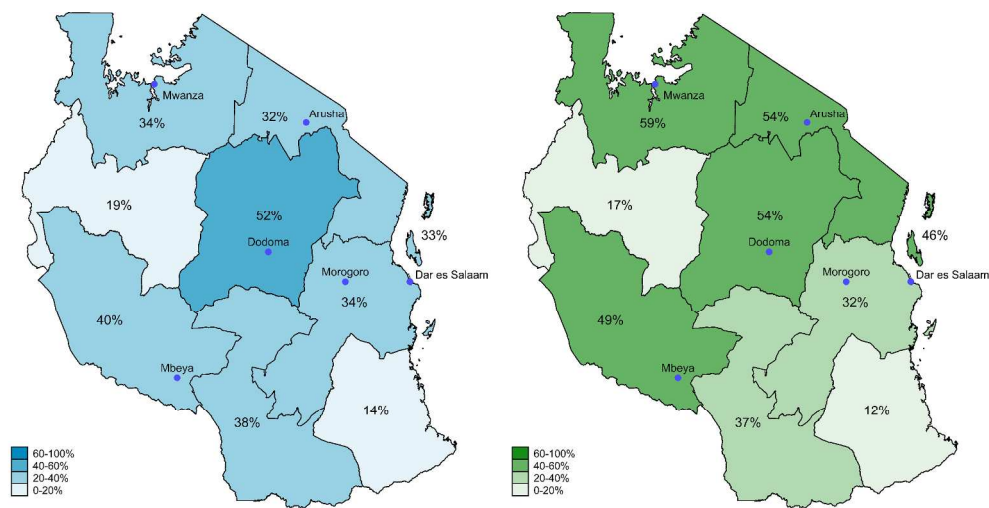 Mwanza
34%
Arusha
32%
19%
52%
33%
Dodoma
Dar es Salaam
Morogoro
34%
40%
Mbeya
38%
14%
60-100%
40-60%
20-40%
0-20%
Mwanza
59%
Arusha
54%
17%
54%
46%
Dodoma
Dar es Salaam
Morogoro
32%
49%
Mbeya
37%
12%
60-100%
40-60%
20-40%
0-20%